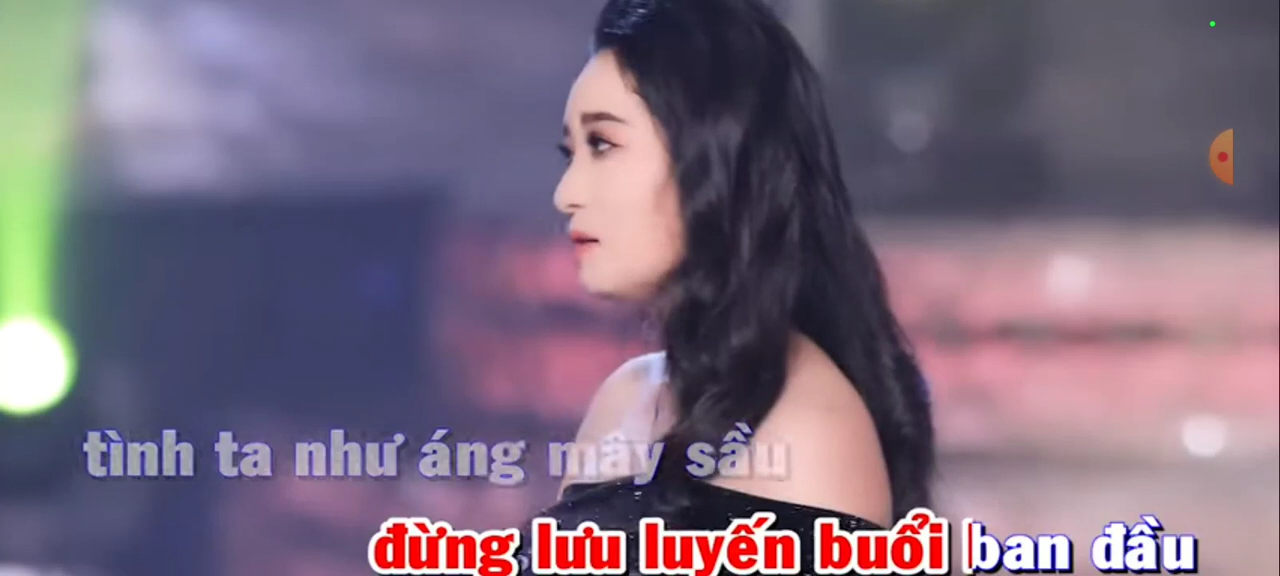 tình ta như áng mây sầu
đừng lưu luyến buổi ban đầu